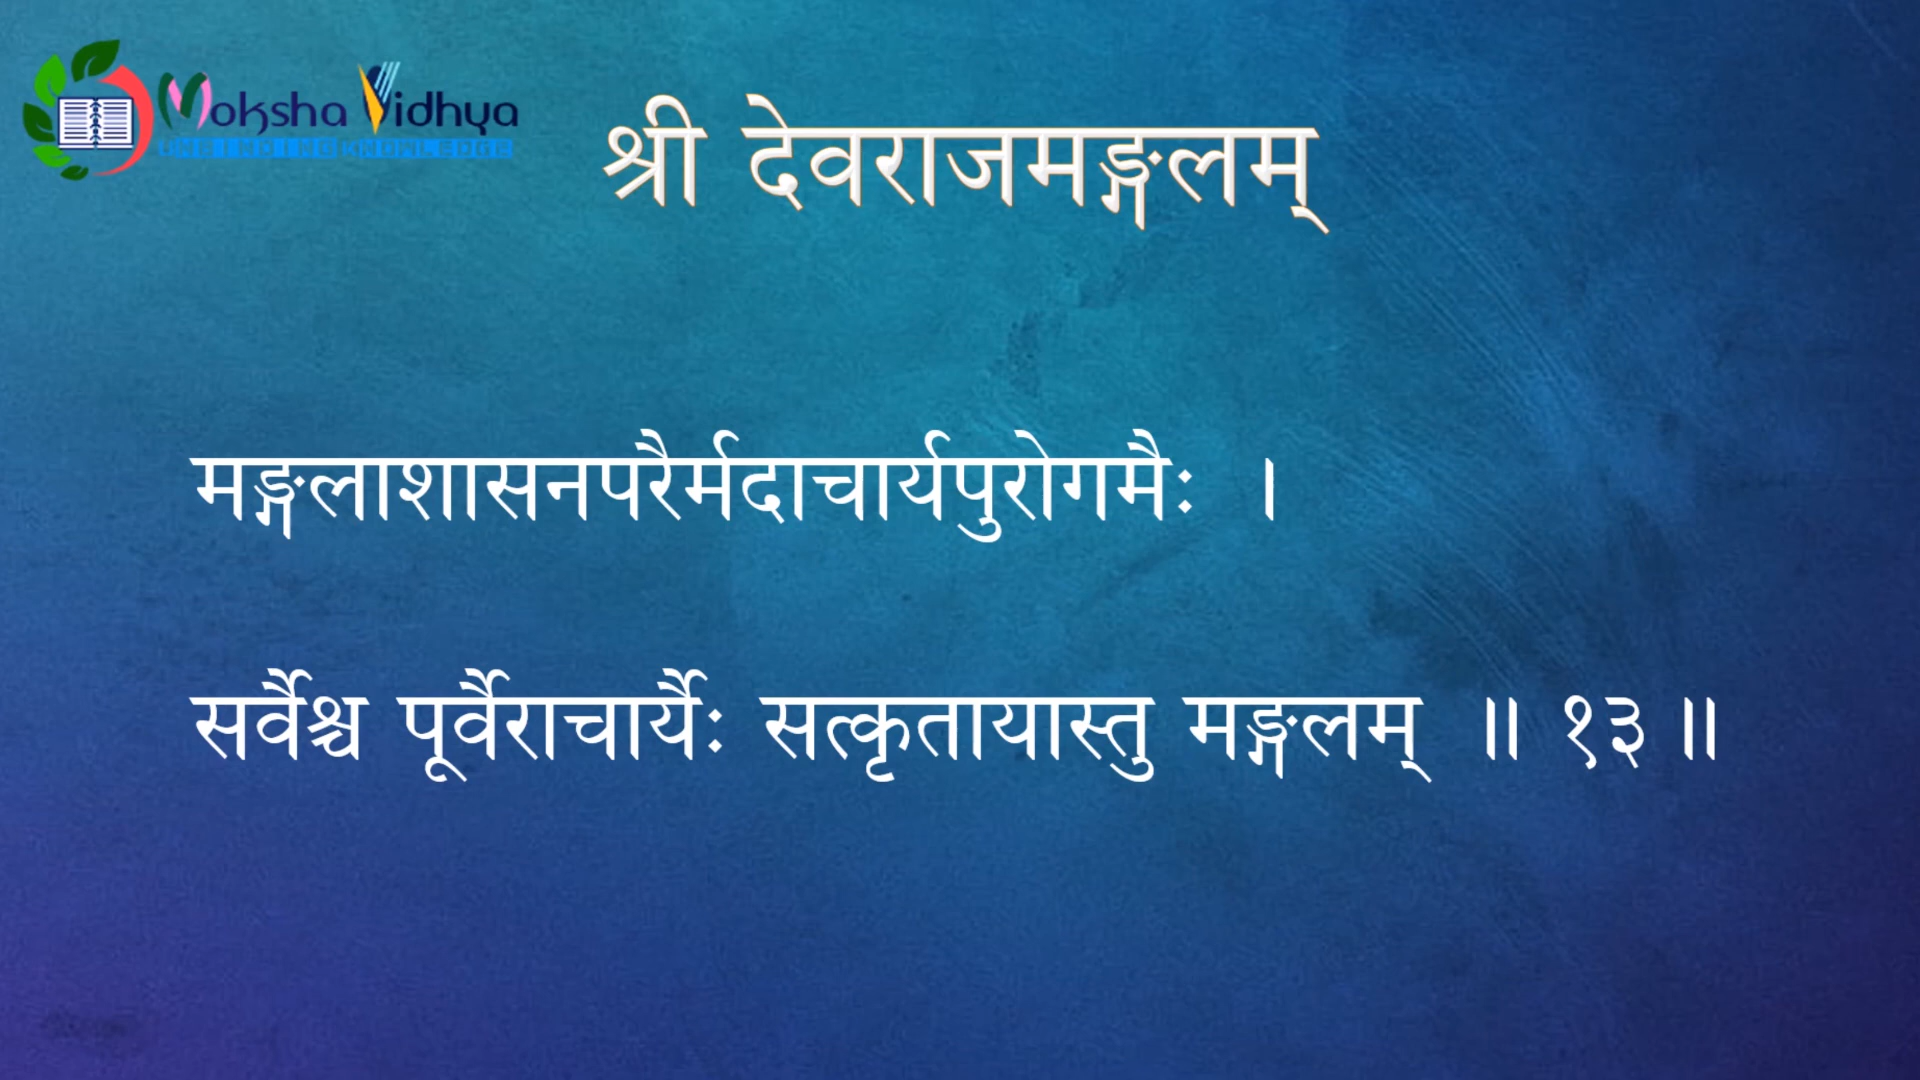 Moksha Vidhya
श्री देवराजमङ्गलम्
मङ्गलाशासनपरैर्मदाचार्यपुरोगमैः ।
सर्वैश्च पूर्वैराचार्यैः सत्कृतायास्तु मङ्गलम् ॥ १३ ॥